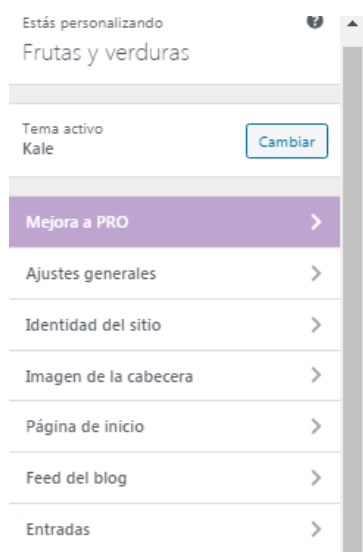 Estás personalizando
Frutas y verduras
Tema activo
Kale
Cambiar
Mejora a PRO
Ajustes generales
Identidad del sitio
Imagen de la cabecera
Página de inicio
Feed del blog
Entradas